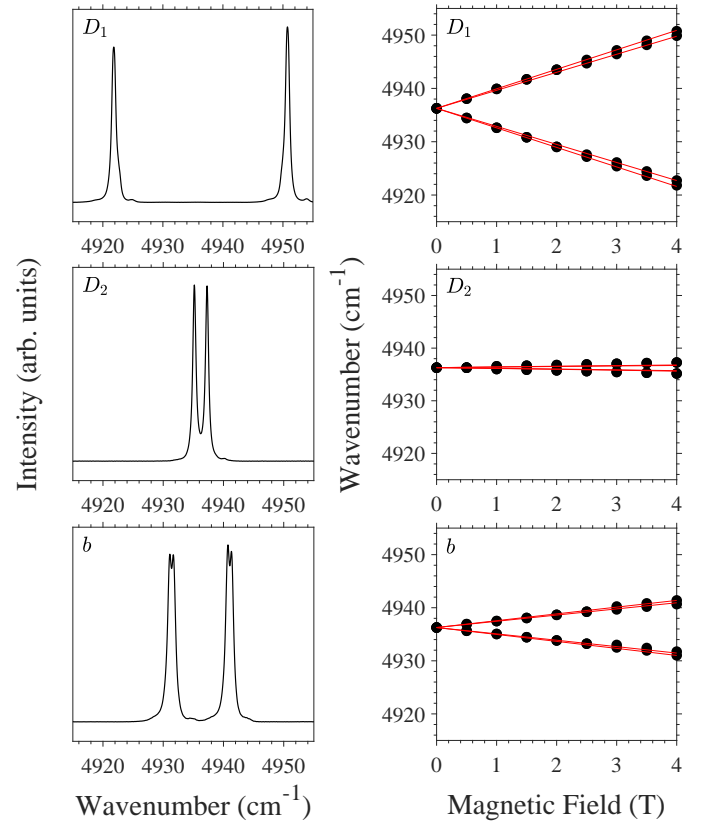 D1
4920 4930 4940 4950
D2
4920 4930 4940 4950
b
4920 4930 4940 4950
Intensity (arb. units)
Wavenumber (cm-1)
D1
4950
4940
4930
4920
0 1 2 3 4
D2
4950
4940
4930
4920
0 1 2 3 4
b
4950
4940
4930
4920
0 1 2 3 4
Wavenumber (cm-1)
Magnetic Field (T)